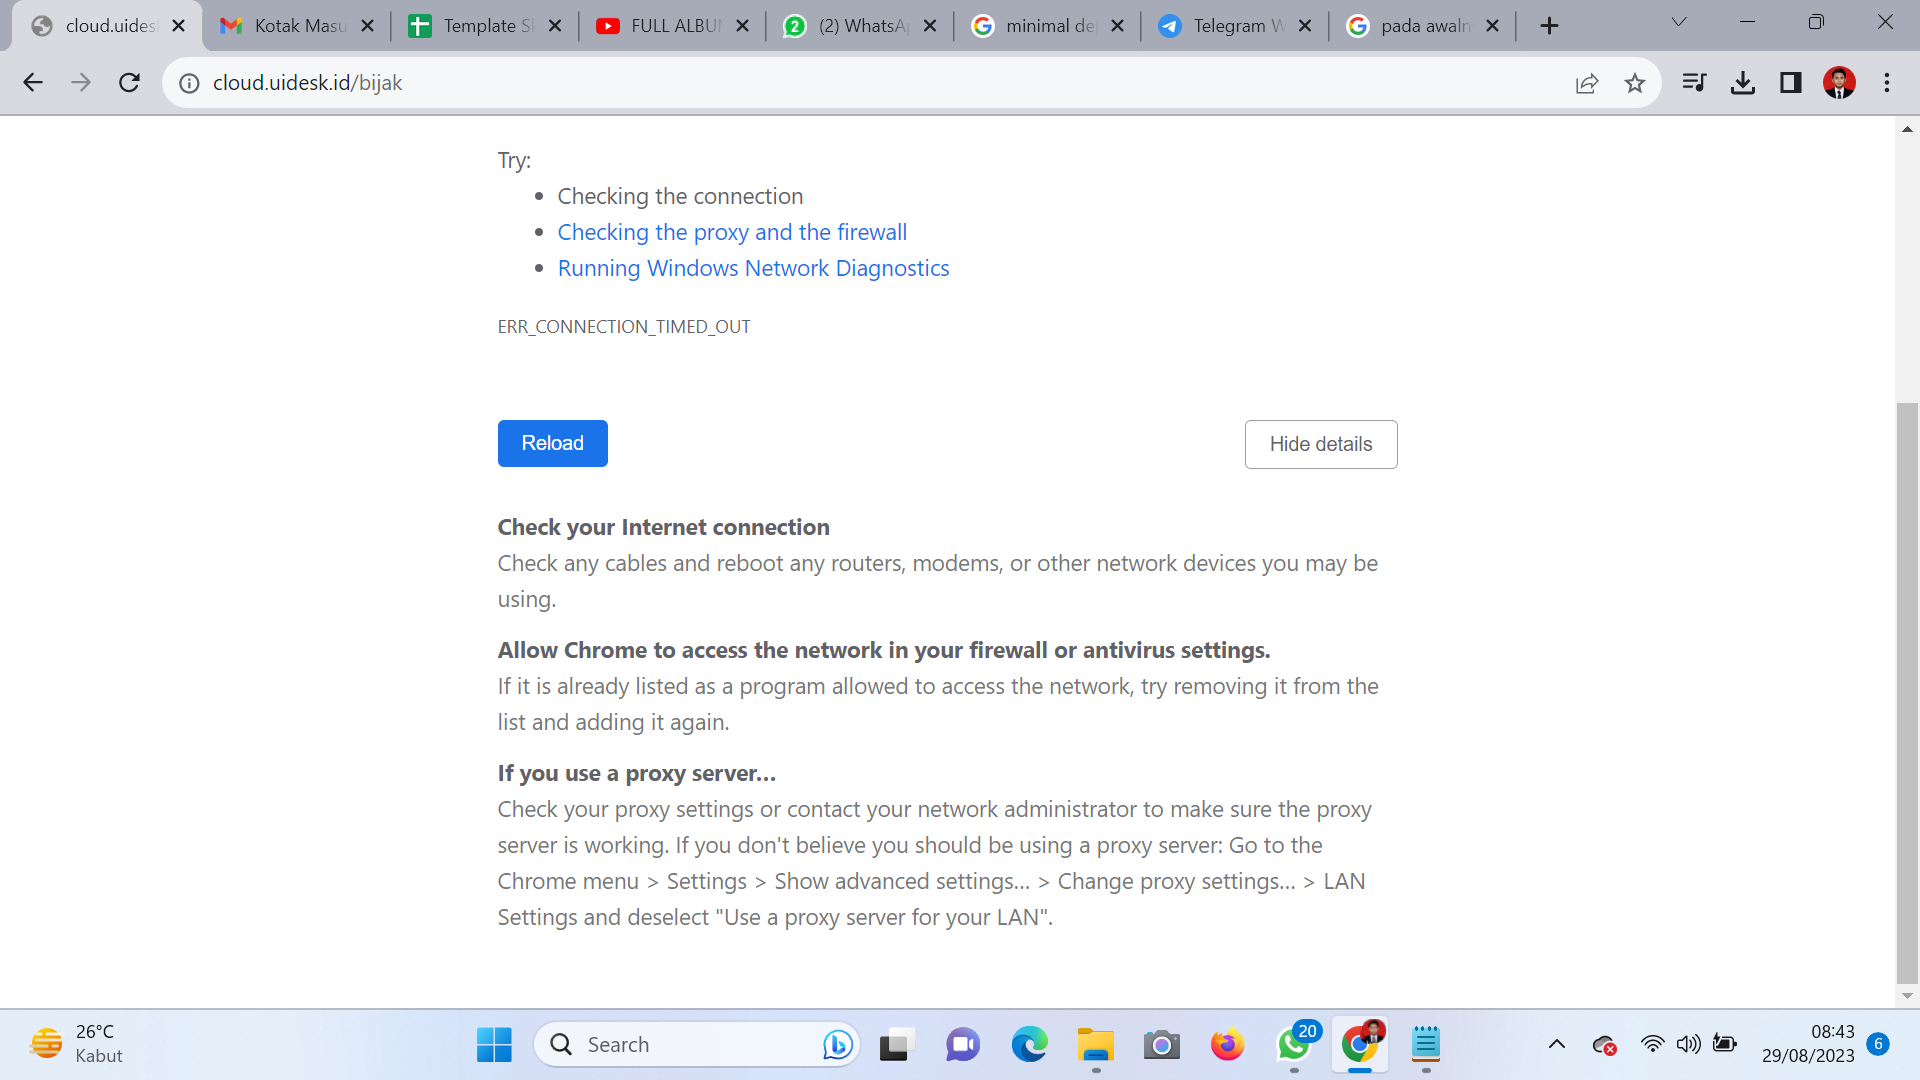 cloud.uides
Kotak Masu
Template Sk
FULL ALBU
(2) WhatsA
minimal de
Telegram W
pada awaln
cloud.uidesk.id/bijak
Try:
• Checking the connection
• Checking the proxy and the firewall
• Running Windows Network Diagnostics
ERR_CONNECTION_TIMED_OUT
Reload
Hide details
Check your Internet connection
Check any cables and reboot any routers, modems, or other network devices you may be
using.
Allow Chrome to access the network in your firewall or antivirus settings.
If it is already listed as a program allowed to access the network, try removing it from the
list and adding it again.
If you use a proxy server...
Check your proxy settings or contact your network administrator to make sure the proxy
server is working. If you don't believe you should be using a proxy server: Go to the
Chrome menu > Settings > Show advanced settings... > Change proxy settings... > LAN
Settings and deselect "Use a proxy server for your LAN".
26°C
Kabut
Search
20
08:43
29/08/2023
6